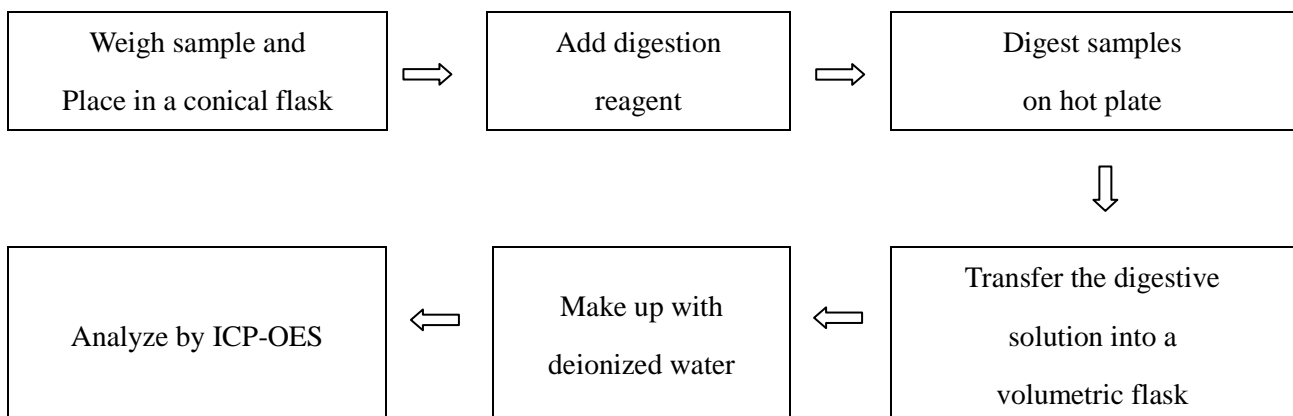 Weigh sample and
Place in a conical flask
Add digestion
reagent
Digest samples
on hot plate
Transfer the digestive
solution into a
volumetric flask
Make up with
deionized water
Analyze by ICP-OES